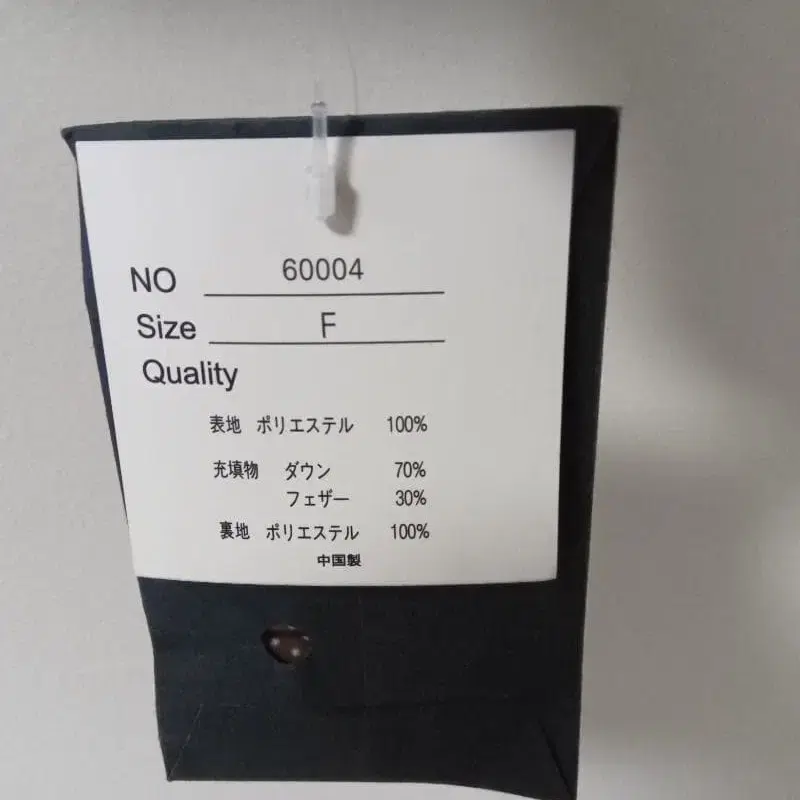 NO 60004
Size F
Quality
表地 ポリエステル 100%
充填物 ダウン 70%
フェザー 30%
裏地 ポリエステル 100%
中国製